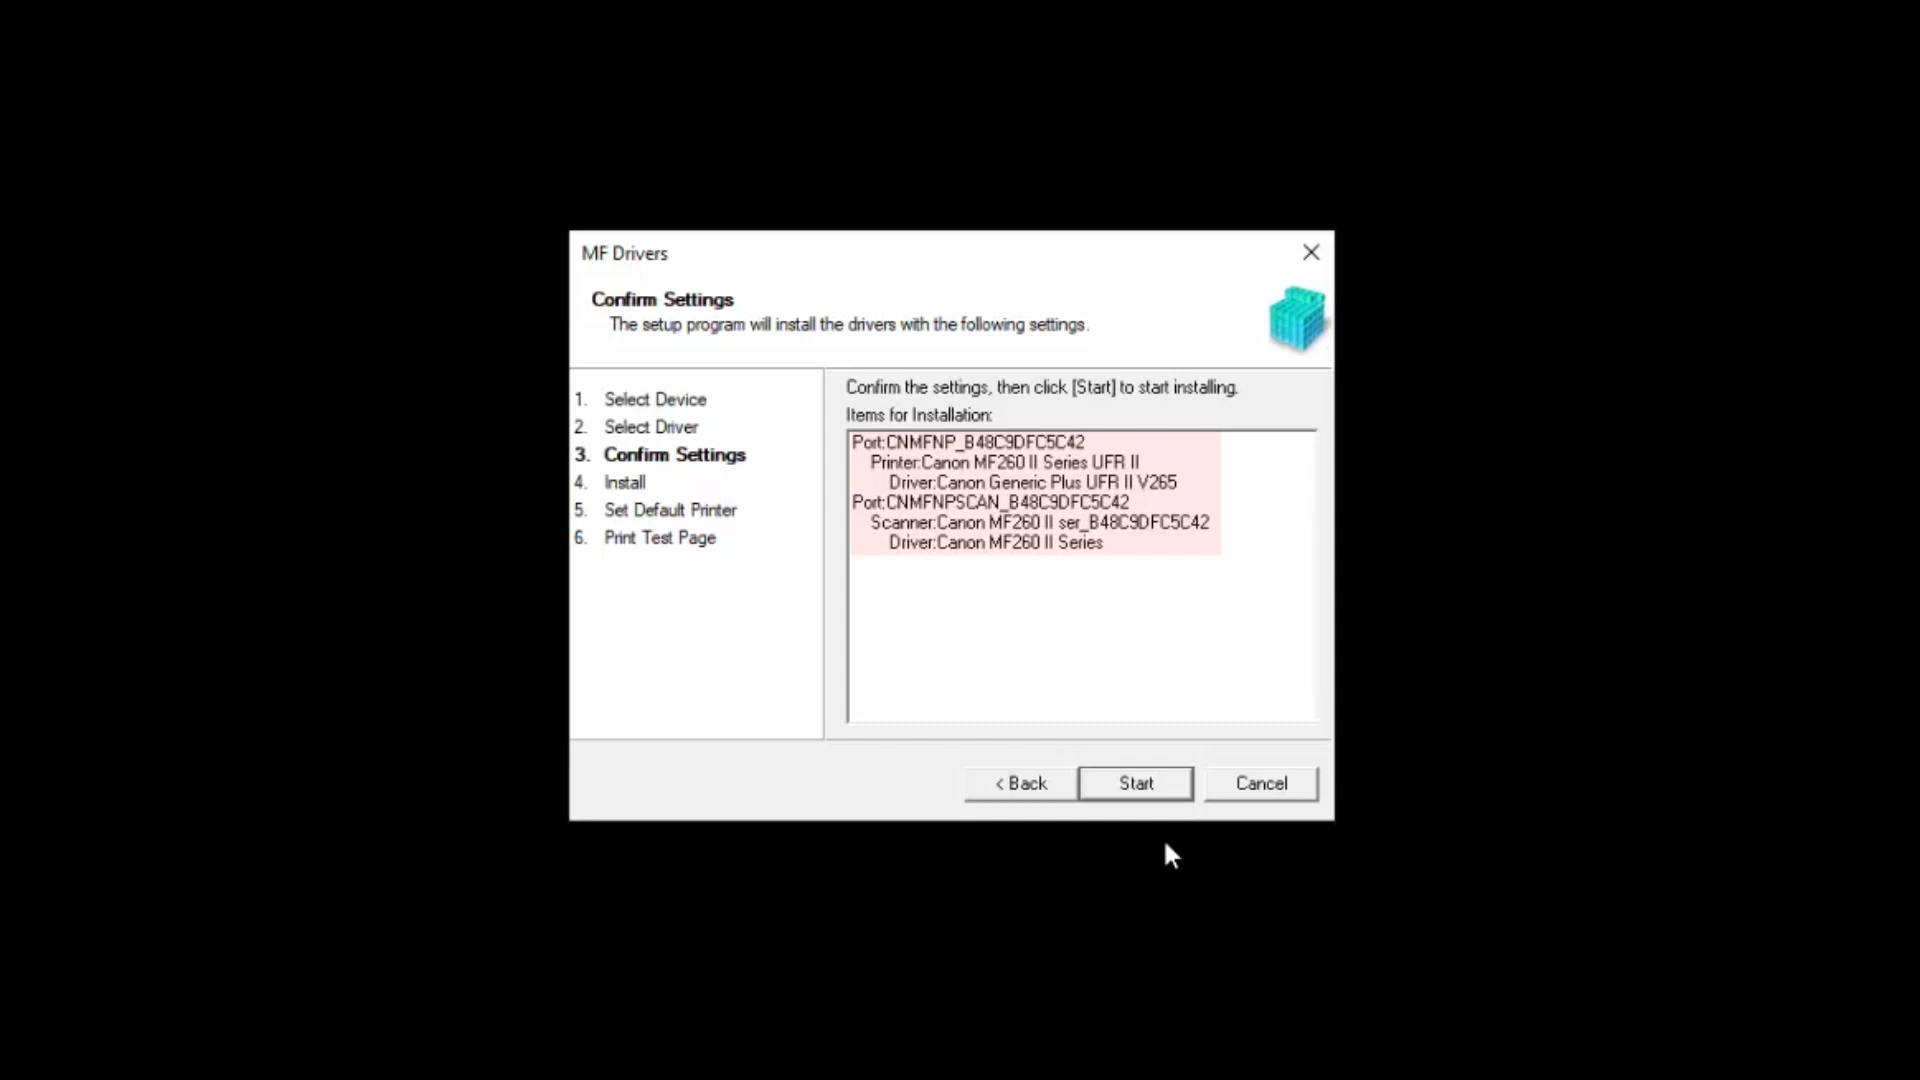 MF Drivers
Confirm Settings
The setup program will install the drivers with the following settings.
1. Select Device
2. Select Driver
3. Confirm Settings
4. Install
5. Set Default Printer
6. Print Test Page
Confirm the settings, then click [Start] to start installing.
Items for Installation:
Port:CNMFNP_B48C9DFC5C42
Printer:Canon MF260 II Series UFR II
Driver:Canon Generic Plus UFR II V265
Port:CNMFNPSCAN_B48C9DFC5C42
Scanner:Canon MF260 II ser_B48C9DFC5C42
Driver:Canon MF260 II Series
< Back
Start
Cancel